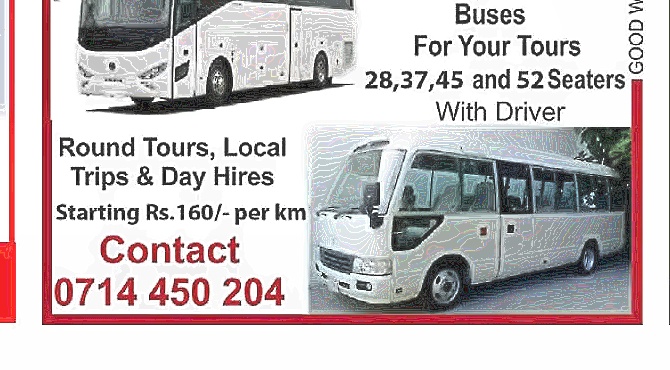 Buses
For Your Tours
28,37,45 and 52 Seaters
With Driver
GOOD
Round Tours, Local
Trips & Day Hires
Starting Rs.160/- per km
Contact
0714 450 204